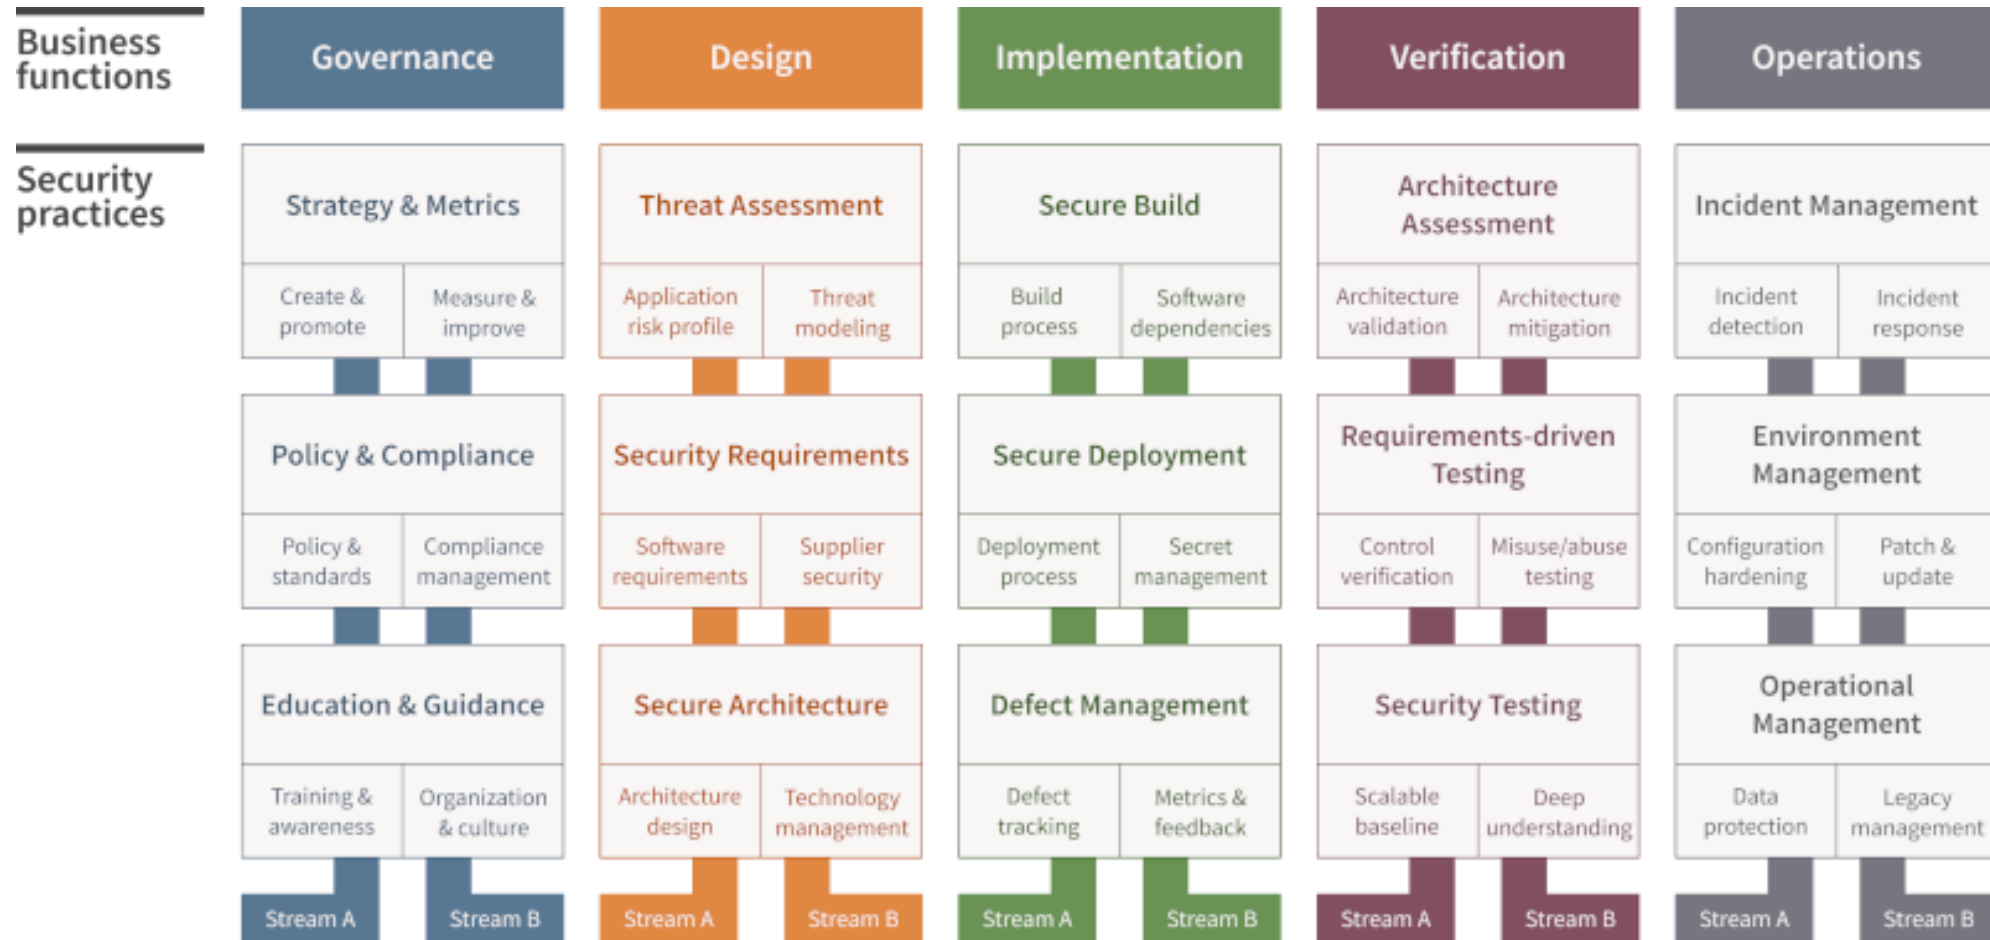 Business
functions
Governance
Design
Implementation
Verification
Operations
Security
practices
Strategy & Metrics
Create &
promote
Measure &
improve
Policy & Compliance
Policy &
standards
Compliance
management
Education & Guidance
Training &
awareness
Organization
& culture
Stream A
Stream B
Threat Assessment
Application
risk profile
Threat
modeling
Security Requirements
Software
requirements
Supplier
security
Secure Architecture
Architecture
design
Technology
management
Stream A
Stream B
Secure Build
Build
process
Software
dependencies
Secure Deployment
Deployment
process
Secret
management
Defect Management
Defect
tracking
Metrics &
feedback
Stream A
Stream B
Architecture
Assessment
Architecture
validation
Architecture
mitigation
Requirements-driven
Testing
Control
verification
Misuse/abuse
testing
Security Testing
Scalable
baseline
Deep
understanding
Stream A
Stream B
Incident Management
Incident
detection
Incident
response
Environment
Management
Configuration
hardening
Patch &
update
Operational
Management
Data
protection
Legacy
management
Stream A
Stream B